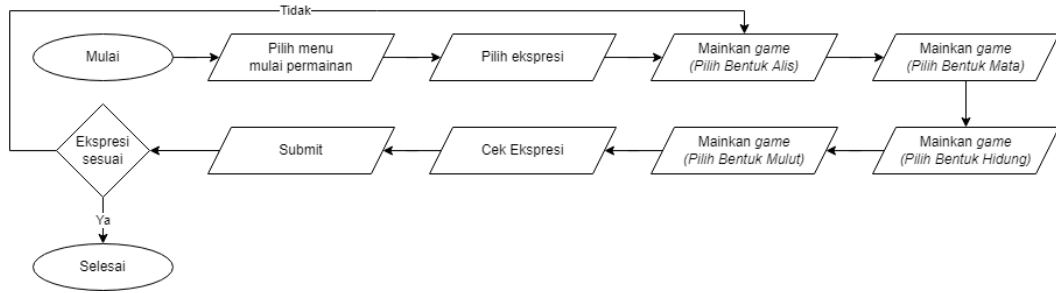 Tidak
Mulai
Pilih menu
mulai permainan
Pilih ekspresi
Mainkan game
(Pilih Bentuk Alis)
Mainkan game
(Pilih Bentuk Mata)
Ekspresi
sesuai
Submit
Cek Ekspresi
Mainkan game
(Pilih Bentuk Mulut)
Mainkan game
(Pilih Bentuk Hidung)
Ya
Selesai